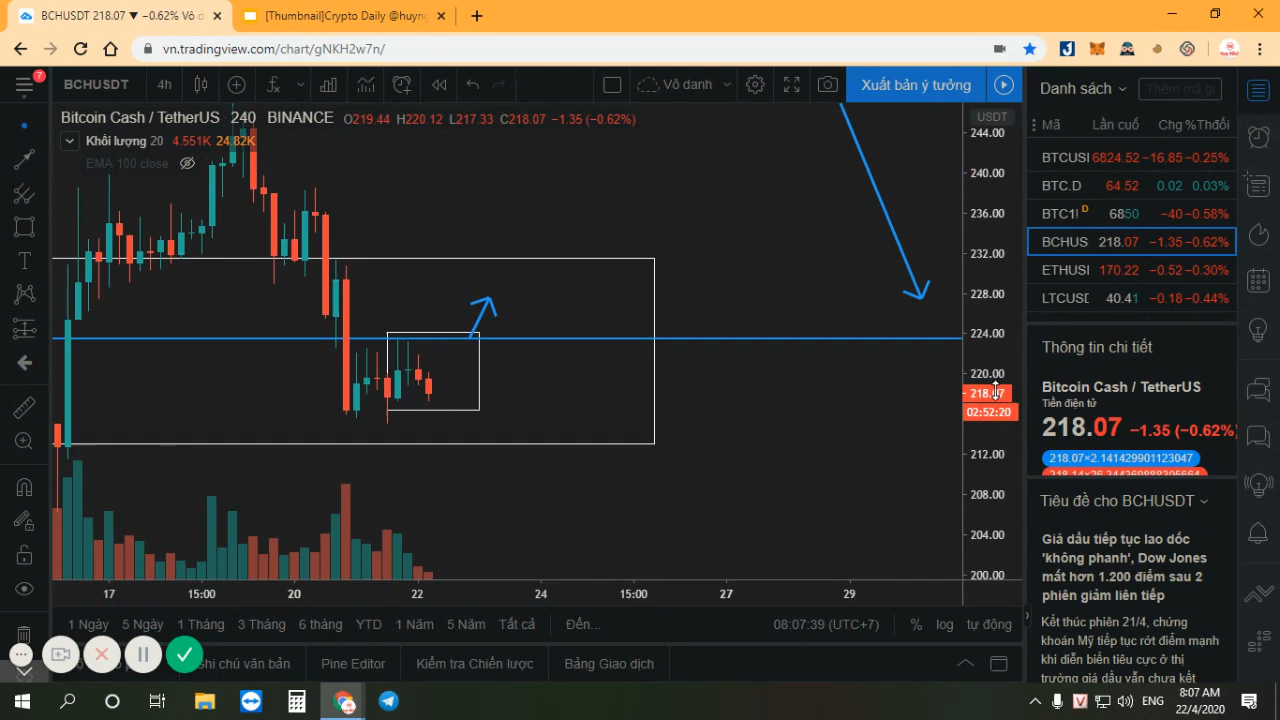 BCHUSDT 218.07 ▼ −0.62% Vô d
[Thumbnail]Crypto Daily @huyng
vn.tradingview.com/chart/gNKH2w7n/
7
BCHUSDT
4h
Vô danh
Xuất bản ý tưởng
Danh sách
Thêm mã gi
Bitcoin Cash / TetherUS 240 BINANCE O219.44 H220.12 L217.33 C218.07 −1.35 (−0.62%)
Khối lượng 20 4.551K 24.82K
EMA 100 close
USDT
244.00
240.00
236.00
232.00
228.00
224.00
220.00
218.07
02:52:20
212.00
208.00
204.00
200.00
17 15:00 20 22 24 15:00 27 29
Mã Lần cuố Chg %Thđổi
BTCUSI 6824.52 −16.85 −0.25%
BTC.D 64.52 0.02 0.03%
BTC1! D 6850 −40 −0.58%
BCHUS 218.07 −1.35 −0.62%
ETHUSI 170.22 −0.52 −0.30%
LTCUSD 40.41 −0.18 −0.44%
Thông tin chi tiết
Bitcoin Cash / TetherUS
Tiền điện tử
218.07 −1.35 (−0.62%)
218.07×2.141429901123047
Tiêu đề cho BCHUSDT
Giá dầu tiếp tục lao dốc
'không phanh', Dow Jones
mất hơn 1.200 điểm sau 2
phiên giảm liên tiếp
Kết thúc phiên 21/4, chứng
khoán Mỹ tiếp tục rớt điểm mạnh
khi diễn biến tiêu cực ở thị
trường giá dầu vẫn chưa kết
1 Ngày 5 Ngày 1 Tháng 3 Tháng 6 tháng YTD 1 Năm 5 Năm Tất cả Đến...
08:07:39 (UTC+7) % log tự động
Ghi chú văn bản Pine Editor Kiểm tra Chiến lược Bảng Giao dịch
ENG
8:07 AM
22/4/2020